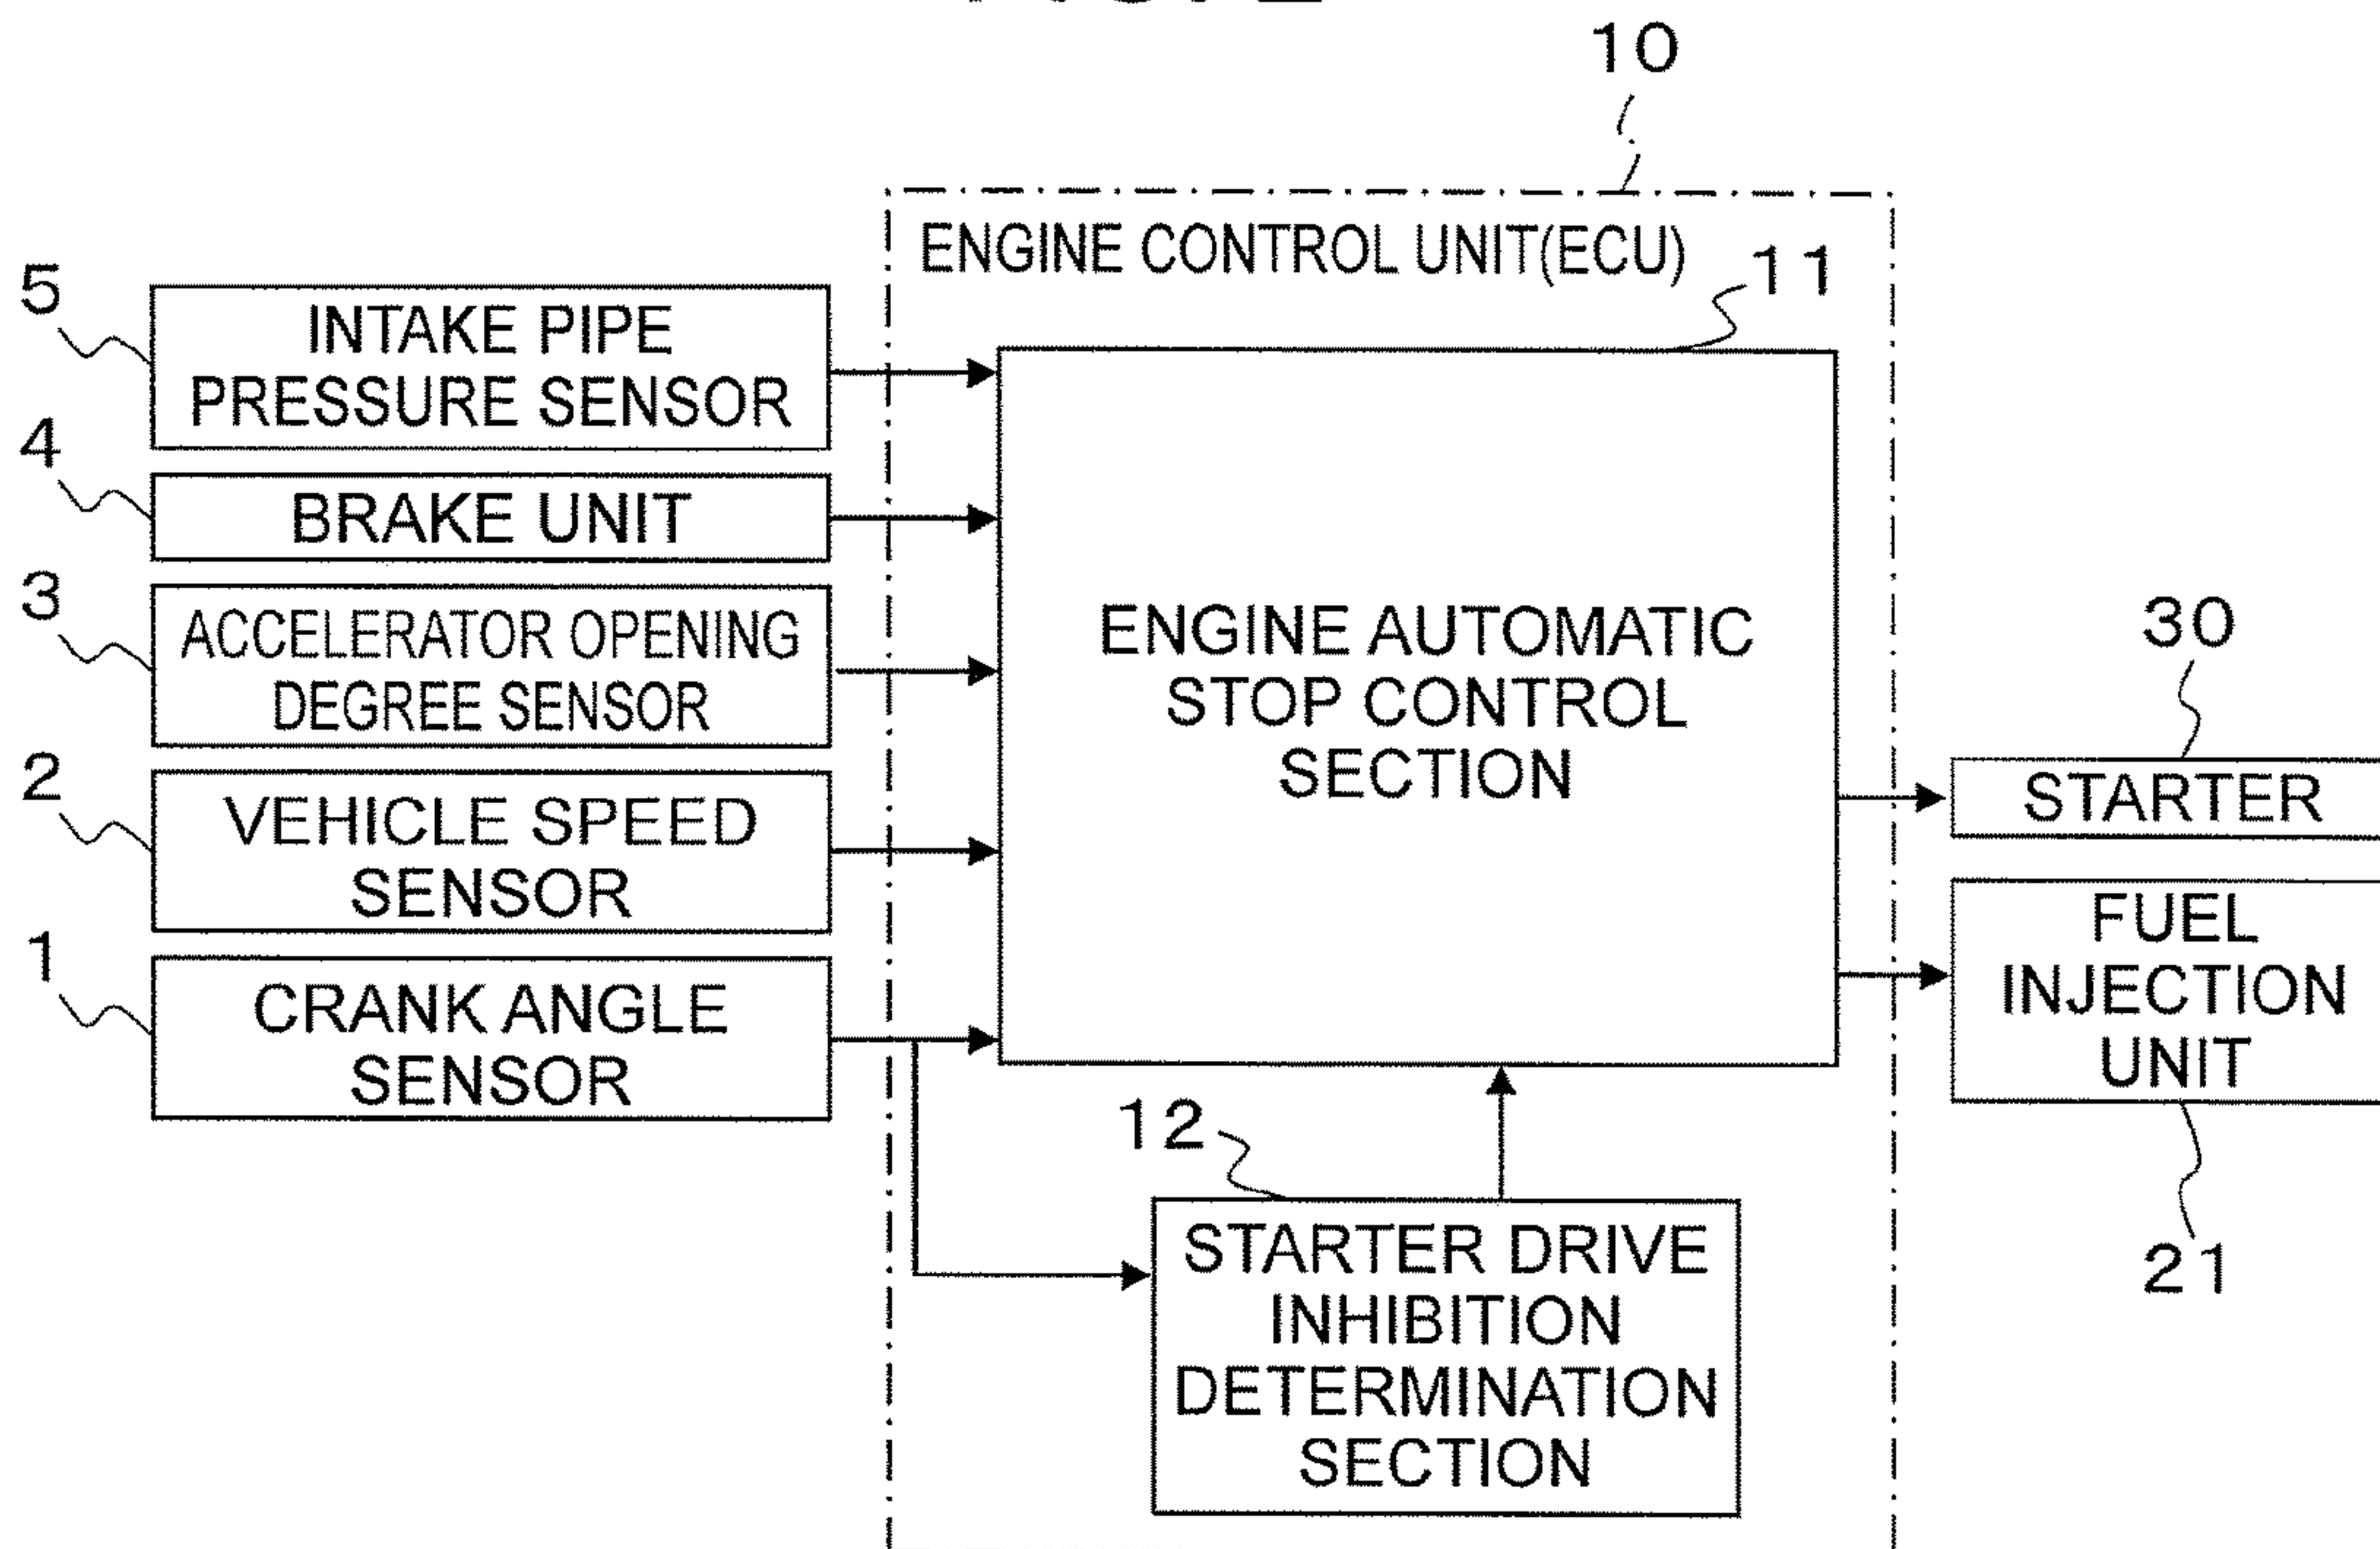 10
ENGINE CONTROL UNIT(ECU)
11
5
INTAKE PIPE
PRESSURE SENSOR
4
BRAKE UNIT
3
ACCELERATOR OPENING
DEGREE SENSOR
2
VEHICLE SPEED
SENSOR
1
CRANK ANGLE
SENSOR
ENGINE AUTOMATIC
STOP CONTROL
SECTION
30
STARTER
FUEL
INJECTION
UNIT
21
12
STARTER DRIVE
INHIBITION
DETERMINATION
SECTION